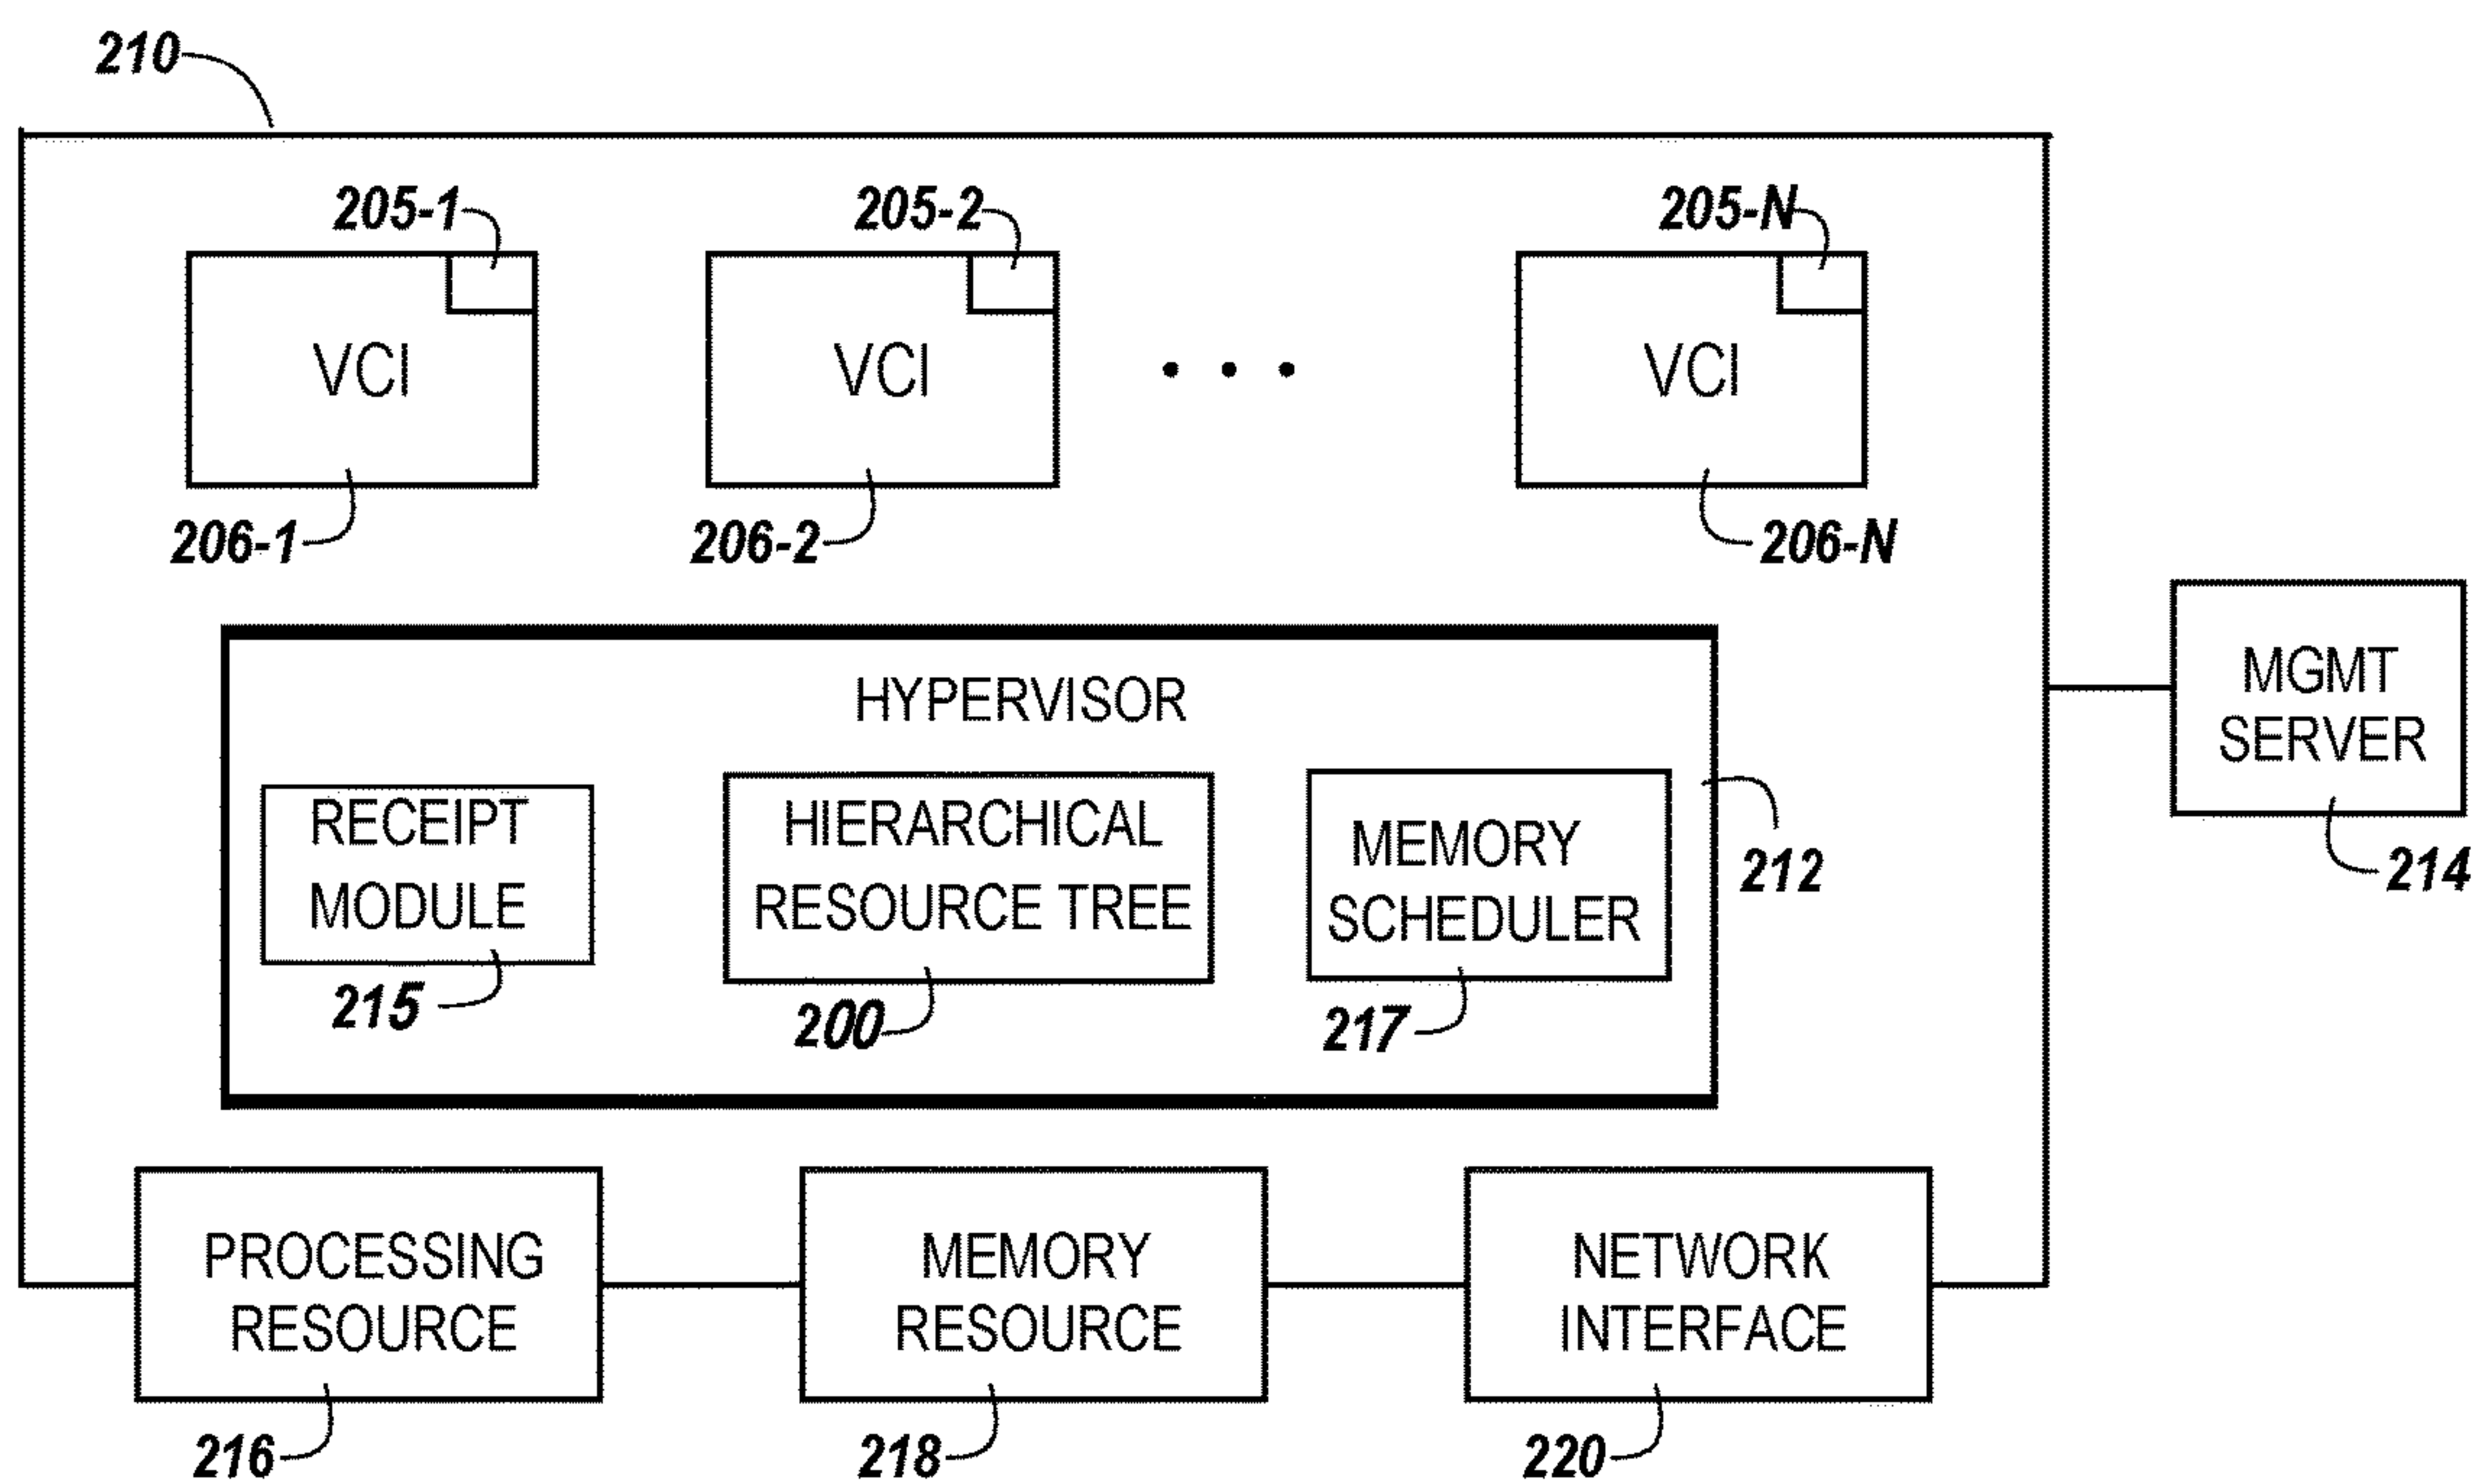 210
205-1
205-2
205-N
VCI
VCI
VCI
206-1
206-2
206-N
HYPERVISOR
RECEIPT
MODULE
215
HIERARCHICAL
RESOURCE TREE
200
MEMORY
SCHEDULER
217
212
MGMT
SERVER
214
PROCESSING
RESOURCE
216
MEMORY
RESOURCE
218
NETWORK
INTERFACE
220